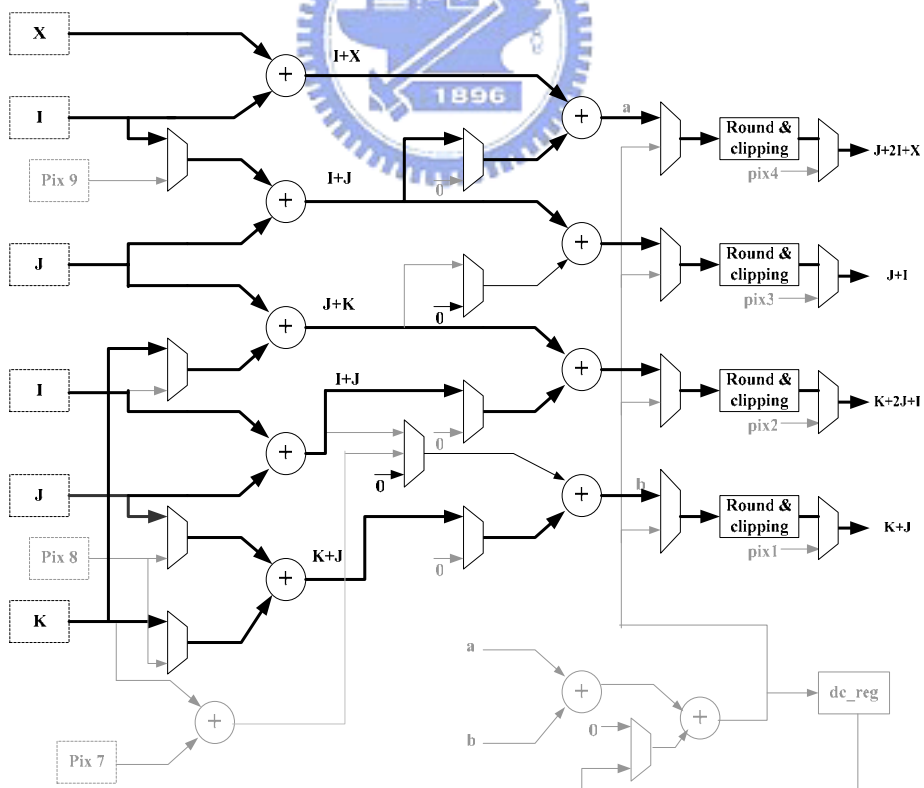 X
I+X
1896
I
a
Round &
clipping
J+2I+X
pix4
Pix 9
I+J
0
J
Round &
clipping
J+I
pix3
J+K
0
I
I+J
Round &
clipping
K+2J+I
pix2
0
0
J
b
Round &
clipping
K+J
pix1
Pix 8
K+J
0
K
a
dc_reg
0
b
Pix 7